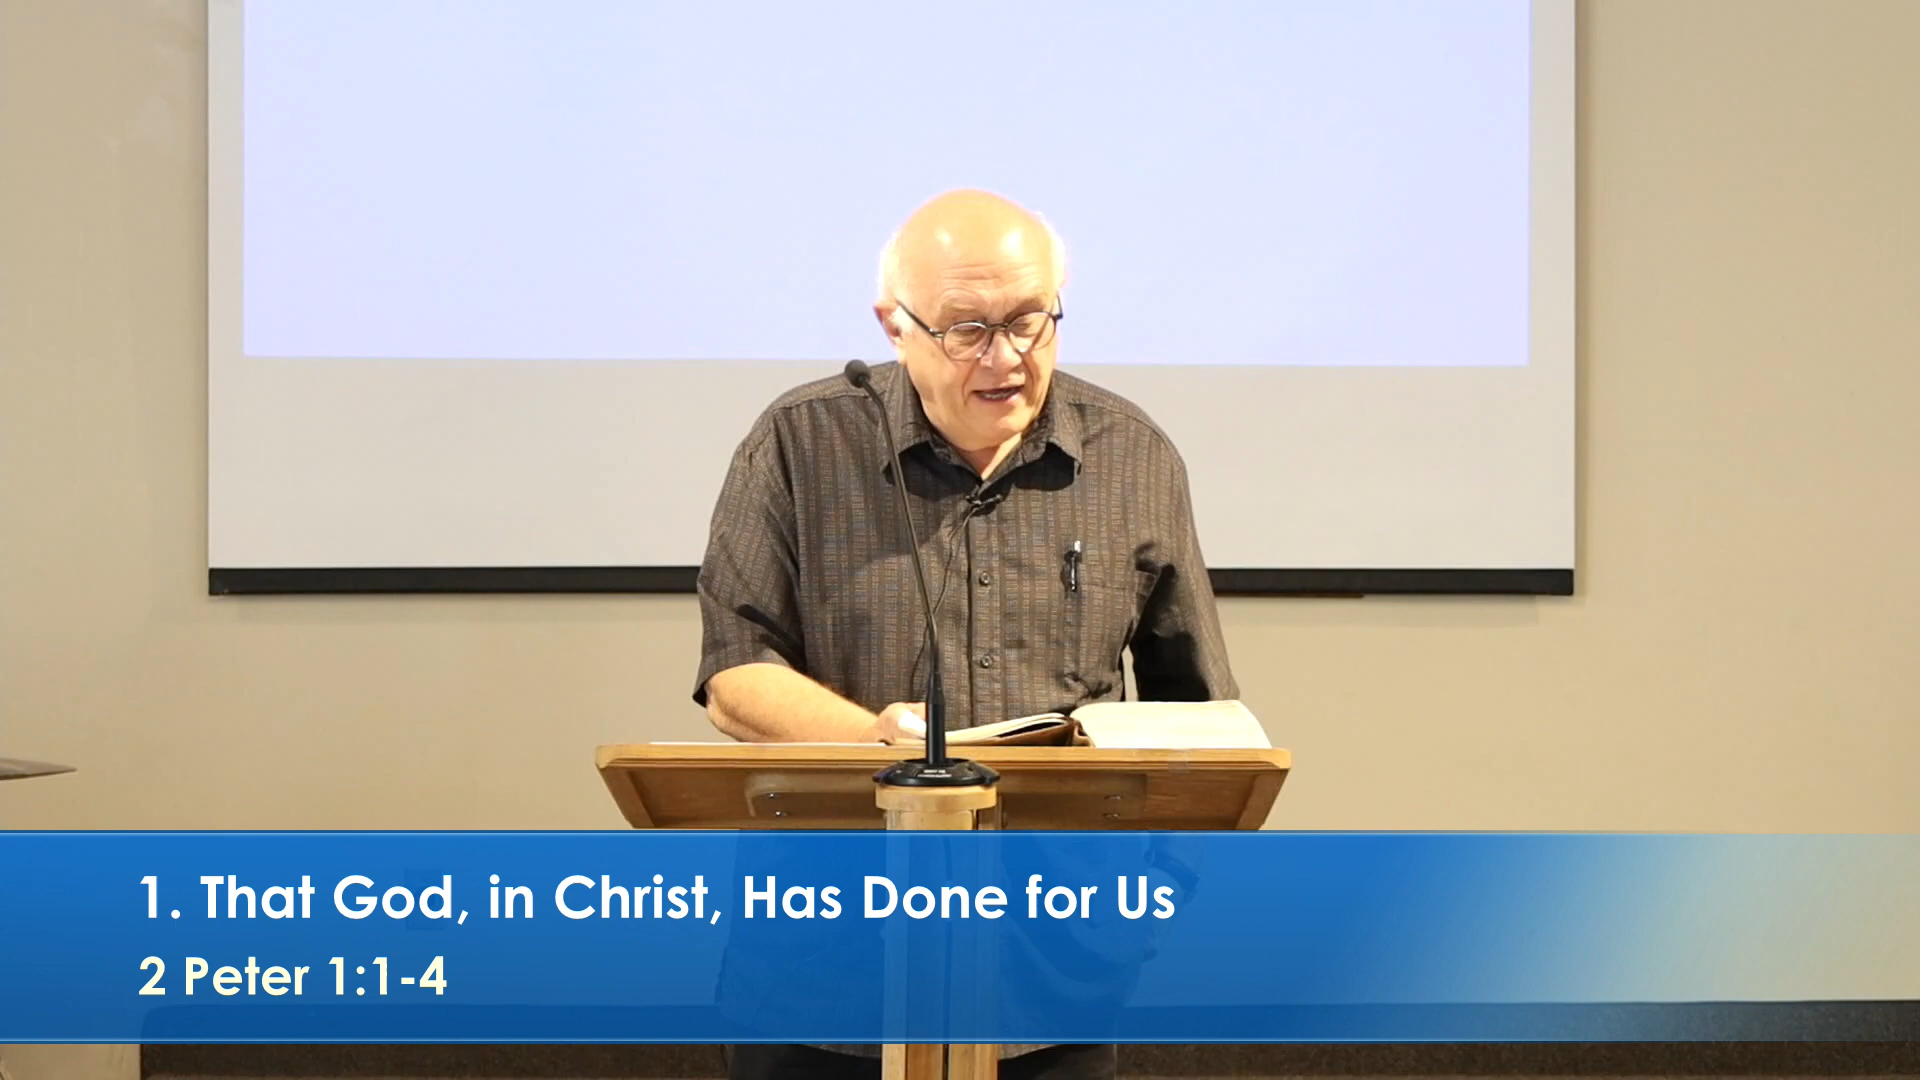 1. That God, in Christ, Has Done for Us
2 Peter 1:1-4